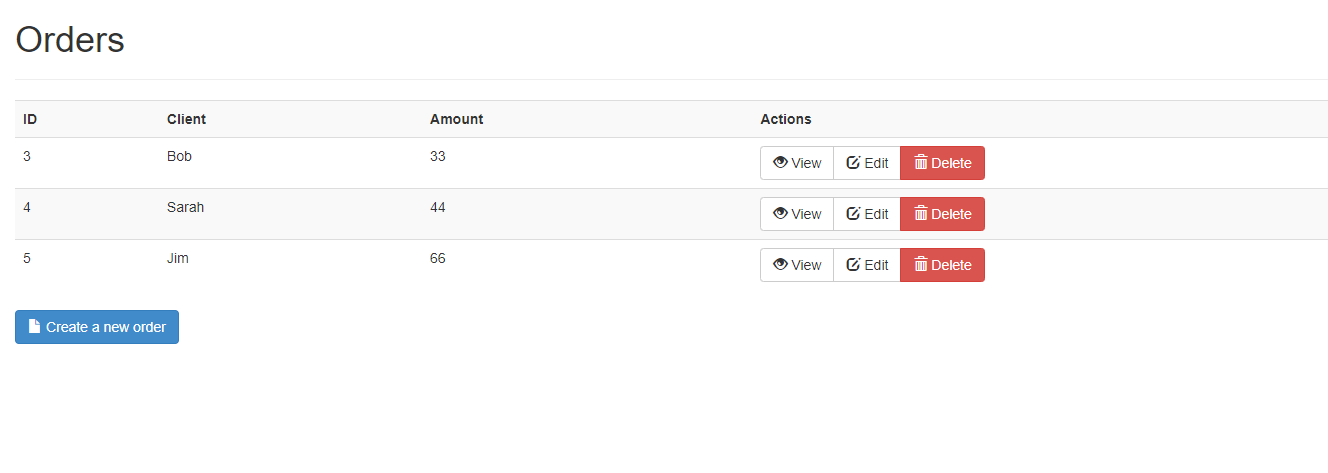 Orders
ID Client Amount Actions
3 Bob 33 View Edit Delete
4 Sarah 44 View Edit Delete
5 Jim 66 View Edit Delete
Create a new order